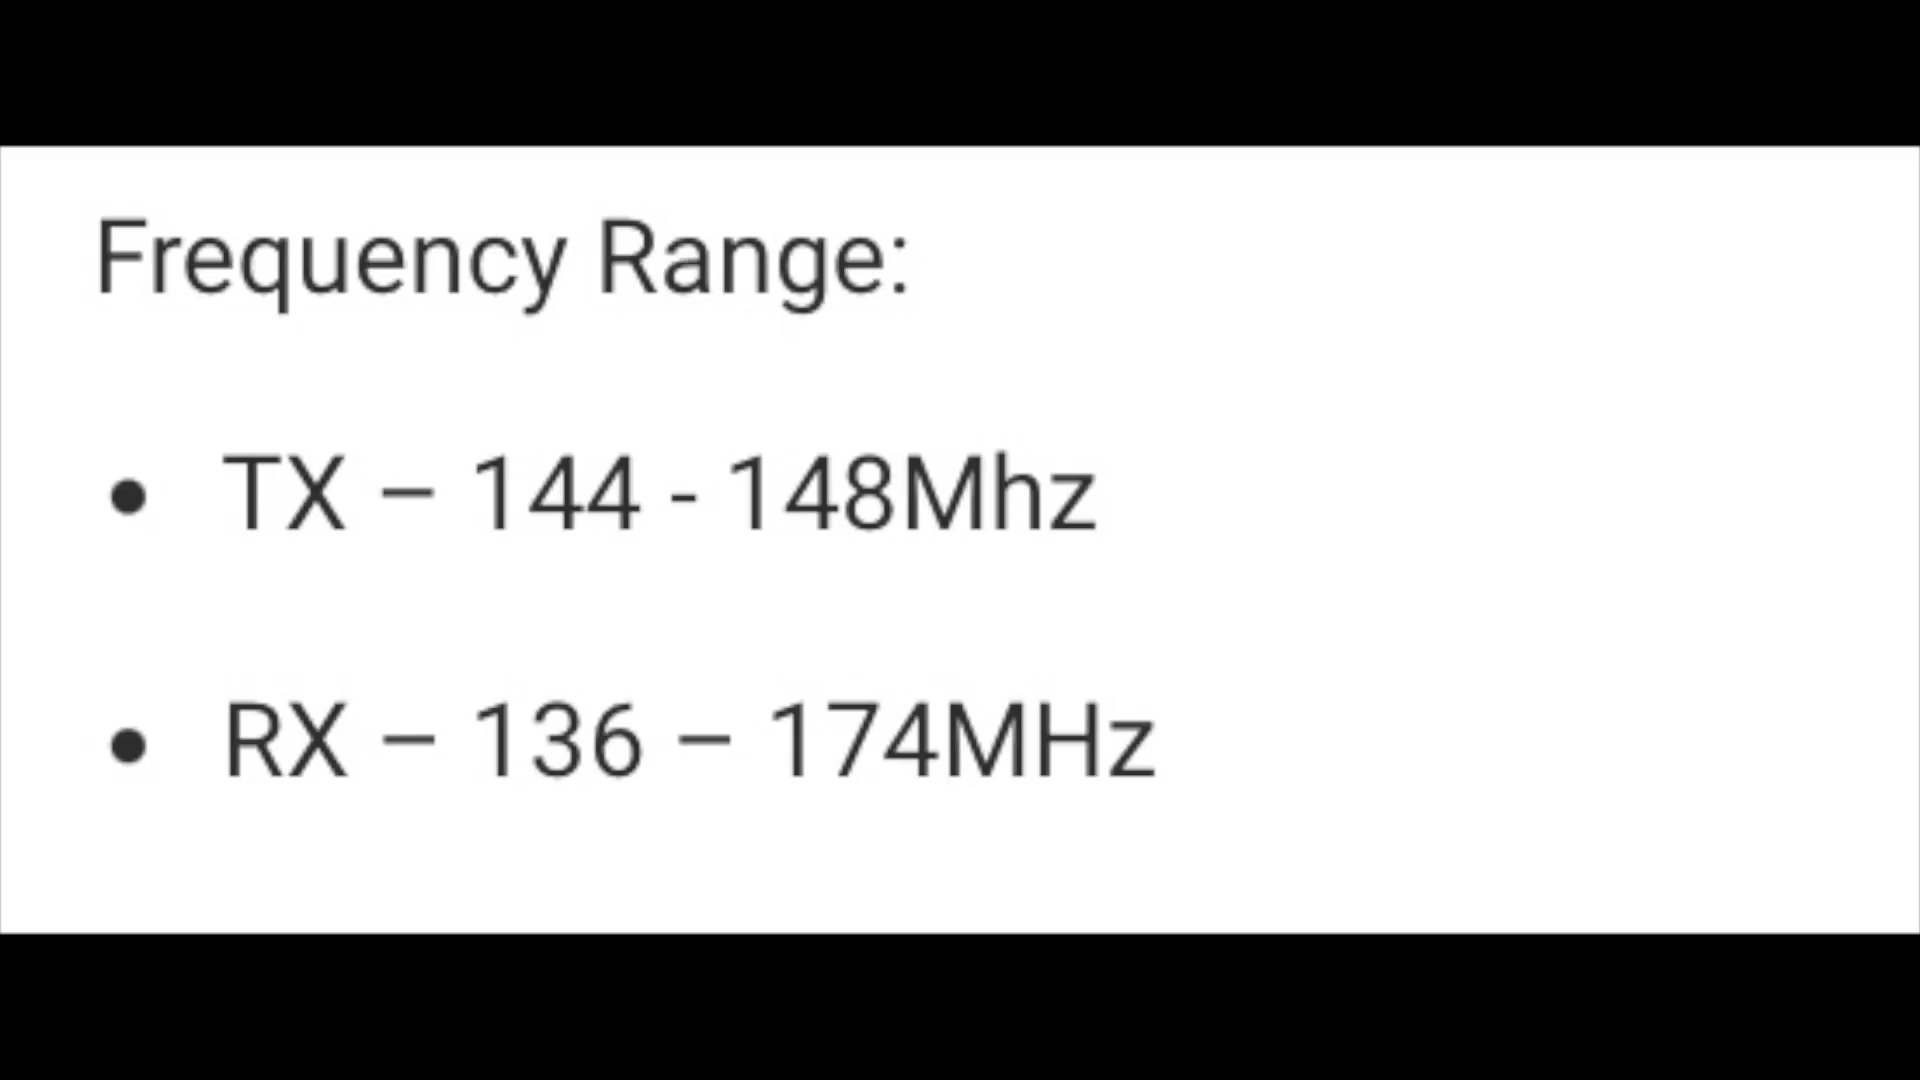 Frequency Range:
• TX – 144 - 148Mhz
• RX – 136 – 174MHz